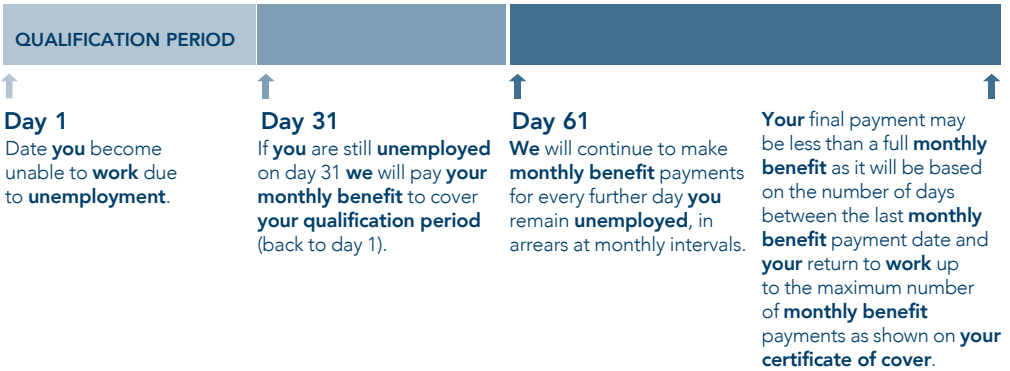 QUALIFICATION PERIOD
Day 1
Date you become
unable to work due
to unemployment.
Day 31
If you are still unemployed
on day 31 we will pay your
monthly benefit to cover
your qualification period
(back to day 1).
Day 61
We will continue to make
monthly benefit payments
for every further day you
remain unemployed, in
arrears at monthly intervals.
Your final payment may
be less than a full monthly
benefit as it will be based
on the number of days
between the last monthly
benefit payment date and
your return to work up
to the maximum number
of monthly benefit
payments as shown on your
certificate of cover.